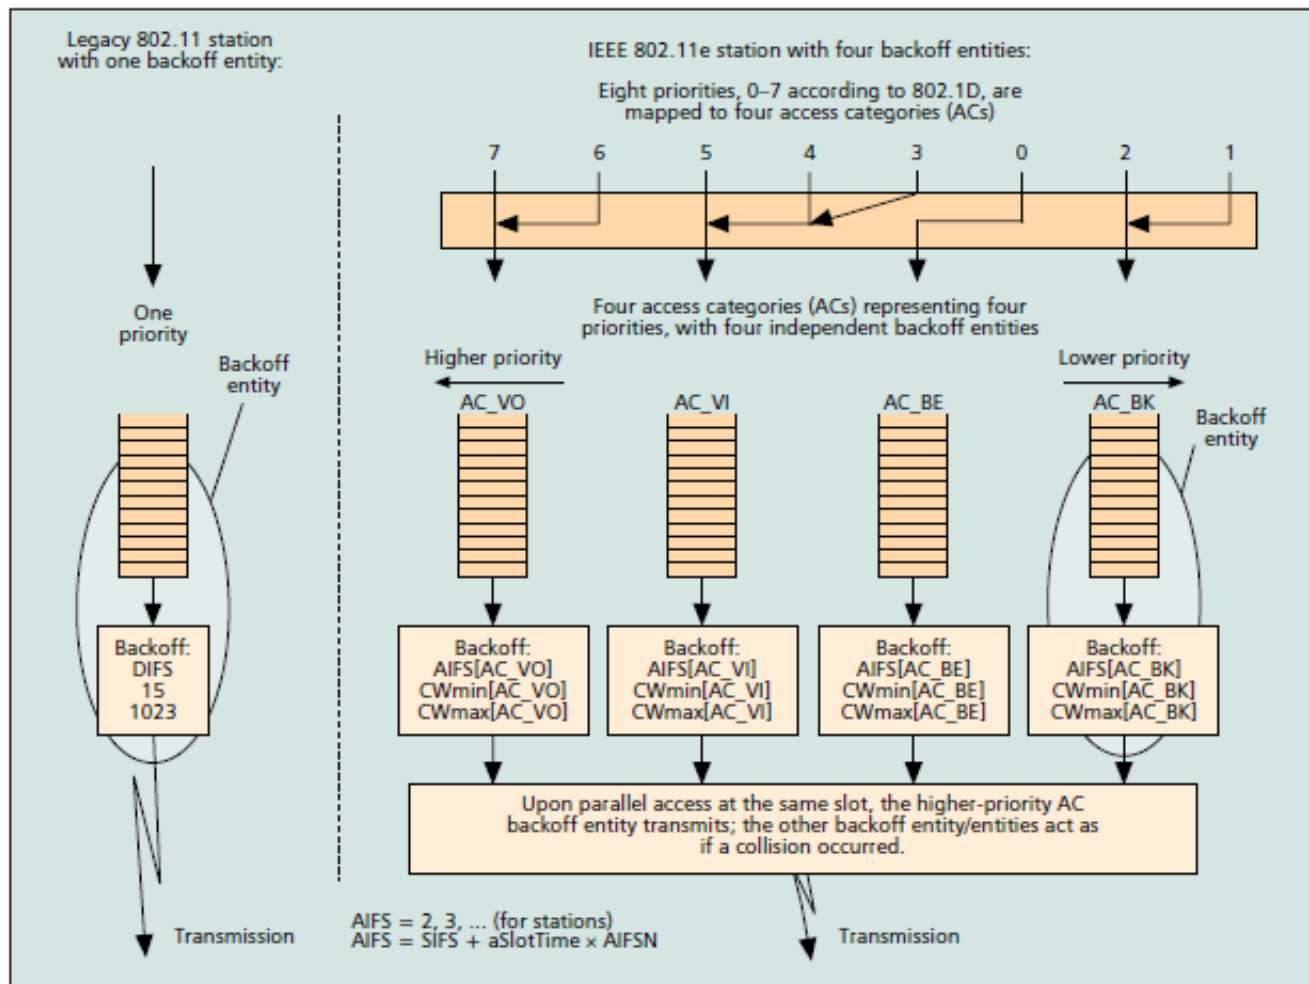 Legacy 802.11 station
with one backoff entity:
IEEE 802.11e station with four backoff entities:
Eight priorities, 0–7 according to 802.1D, are
mapped to four access categories (ACs)
7 6 5 4 3 0 2 1
One
priority
Backoff
entity
Four access categories (ACs) representing four
priorities, with four independent backoff entities
Higher priority
Lower priority
AC_VO AC_VI AC_BE AC_BK
Backoff
entity
Backoff:
DIFS
15
1023
Backoff:
AIFS[AC_VO]
CWmin[AC_VO]
CWmax[AC_VO]
Backoff:
AIFS[AC_VI]
CWmin[AC_VI]
CWmax[AC_VI]
Backoff:
AIFS[AC_BE]
CWmin[AC_BE]
CWmax[AC_BE]
Backoff:
AIFS[AC_BK]
CWmin[AC_BK]
CWmax[AC_BK]
Upon parallel access at the same slot, the higher-priority AC
backoff entity transmits; the other backoff entity/entities act as
if a collision occurred.
Transmission
AIFS = 2, 3, ... (for stations)
AIFS = SIFS + aSlotTime × AIFSN
Transmission